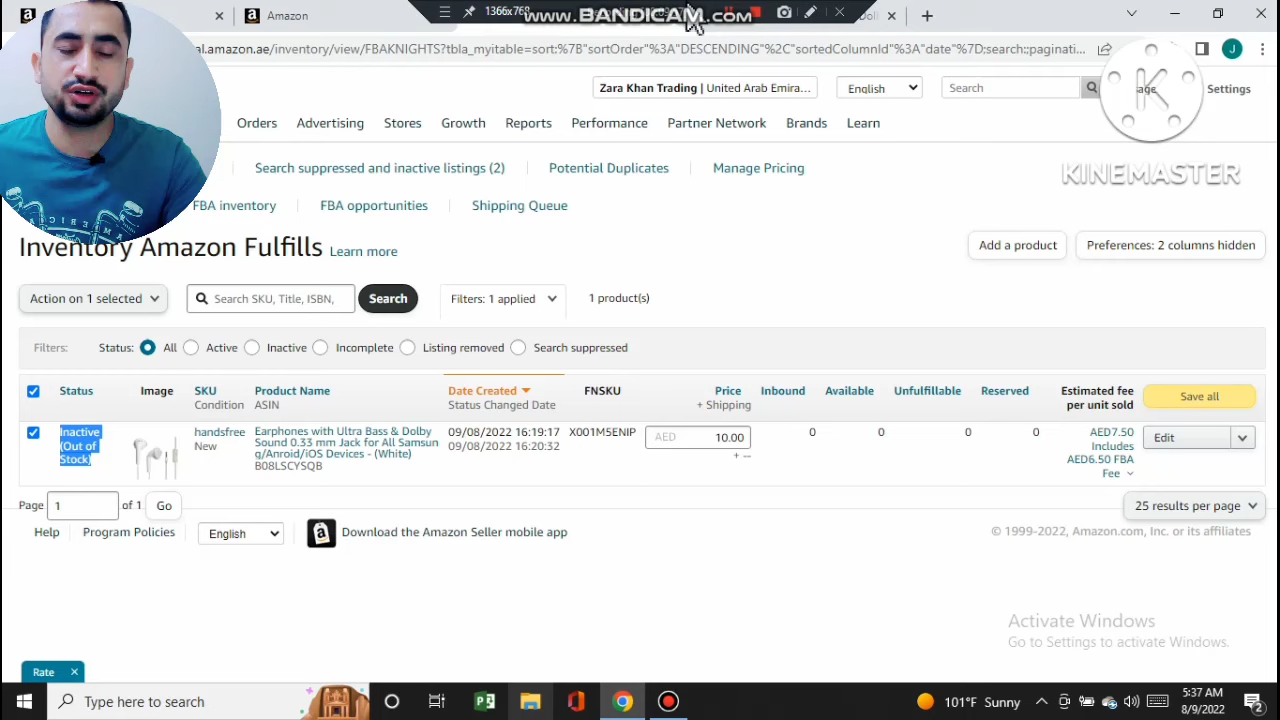 Amazon
1366x768
www.BANDICAM.com
al.amazon.ae/inventory/view/FBAKNIGHTS?tbla_myitable=sort:%7B"sortOrder"%3A"DESCENDING"%2C"sortedColumnId"%3A"date"%7D;search:;paginati...
J
Zara Khan Trading | United Arab Emira...
English
Search
Settings
K
KINEMASTER
Orders
Advertising
Stores
Growth
Reports
Performance
Partner Network
Brands
Learn
Search suppressed and inactive listings (2)
Potential Duplicates
Manage Pricing
FBA inventory
FBA opportunities
Shipping Queue
Inventory Amazon Fulfills Learn more
Add a product
Preferences: 2 columns hidden
Action on 1 selected
Search SKU, Title, ISBN,
Search
Filters: 1 applied
1 product(s)
Filters:
Status:
All
Active
Inactive
Incomplete
Listing removed
Search suppressed
Status
Image
SKU
Condition
Product Name
ASIN
Date Created
Status Changed Date
FNSKU
Price
+ Shipping
Inbound
Available
Unfulfillable
Reserved
Estimated fee
per unit sold
Save all
Inactive
(Out of
Stock)
handsfree
New
Earphones with Ultra Bass & Dolby
Sound 0.33 mm Jack for All Samsun
g/Anroid/iOS Devices - (White)
B08LSCYSQB
09/08/2022 16:19:17
09/08/2022 16:20:32
X001M5ENIP
AED 10.00
+ --
0
0
0
0
AED7.50
Includes
AED6.50 FBA
Fee
Edit
Page 1 of 1 Go
25 results per page
Help
Program Policies
English
Download the Amazon Seller mobile app
© 1999-2022, Amazon.com, Inc. or its affiliates
Activate Windows
Go to Settings to activate Windows.
Rate
Type here to search
101°F Sunny
5:37 AM
8/9/2022
2